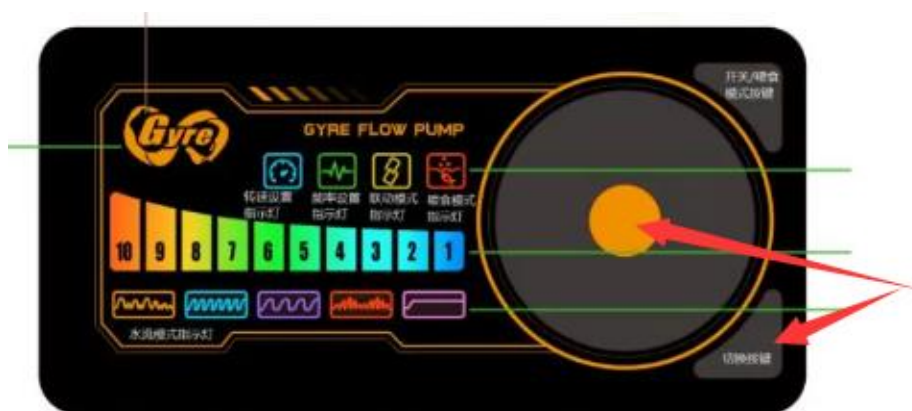 开关/喂食
模式按键
Gyre
GYRE FLOW PUMP
转速设置 频率设置 联动模式 喂食模式
指示灯 指示灯 指示灯 指示灯
10 9 8 7 6 5 4 3 2 1
水流模式指示灯
切换按键